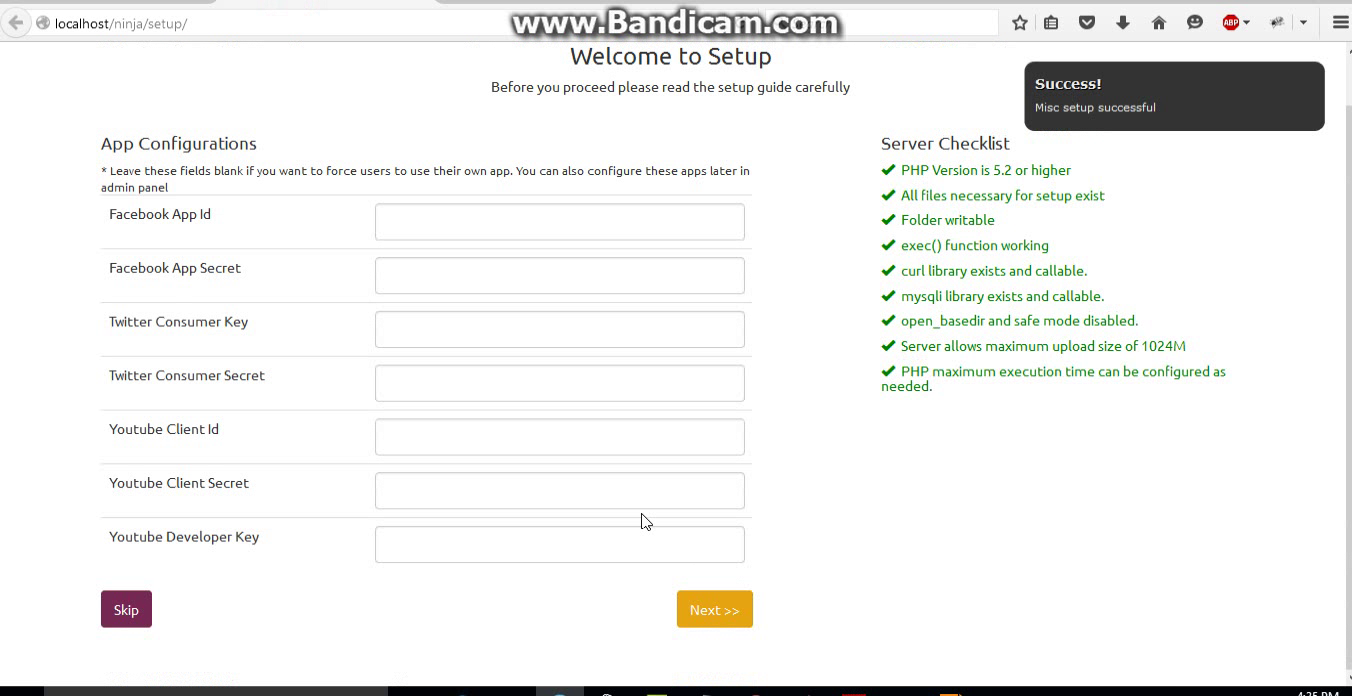 localhost/ninja/setup/
www.Bandicam.com
ABP
Welcome to Setup
Before you proceed please read the setup guide carefully
Success!
Misc setup successful
App Configurations
* Leave these fields blank if you want to force users to use their own app. You can also configure these apps later in
admin panel
Facebook App Id
Facebook App Secret
Twitter Consumer Key
Twitter Consumer Secret
Youtube Client Id
Youtube Client Secret
Youtube Developer Key
Skip
Next >>
Server Checklist
PHP Version is 5.2 or higher
All files necessary for setup exist
Folder writable
exec() function working
curl library exists and callable.
mysqli library exists and callable.
open_basedir and safe mode disabled.
Server allows maximum upload size of 1024M
PHP maximum execution time can be configured as
needed.
4:35 PM